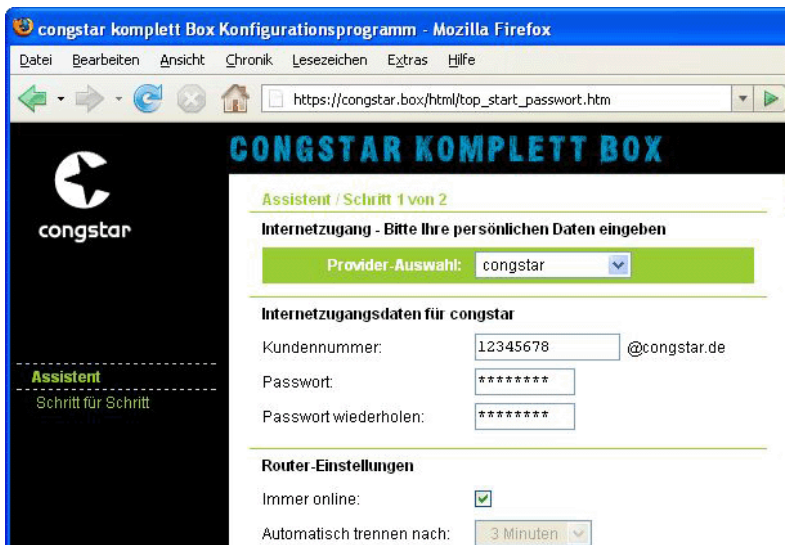 congstar komplett Box Konfigurationsprogramm - Mozilla Firefox
Datei Bearbeiten Ansicht Chronik Lesezeichen Extras Hilfe
https://congstar.box/html/top_start_passwort.htm
CONGSTAR KOMPLETT BOX
congstar
Assistent / Schritt 1 von 2
Internetzugang - Bitte Ihre persönlichen Daten eingeben
Provider-Auswahl: congstar
Internetzugangsdaten für congstar
Kundennummer: 12345678 @congstar.de
Assistent
Passwort: ********
Schritt für Schritt
Passwort wiederholen: ********
Router-Einstellungen
Immer online:
Automatisch trennen nach: 3 Minuten